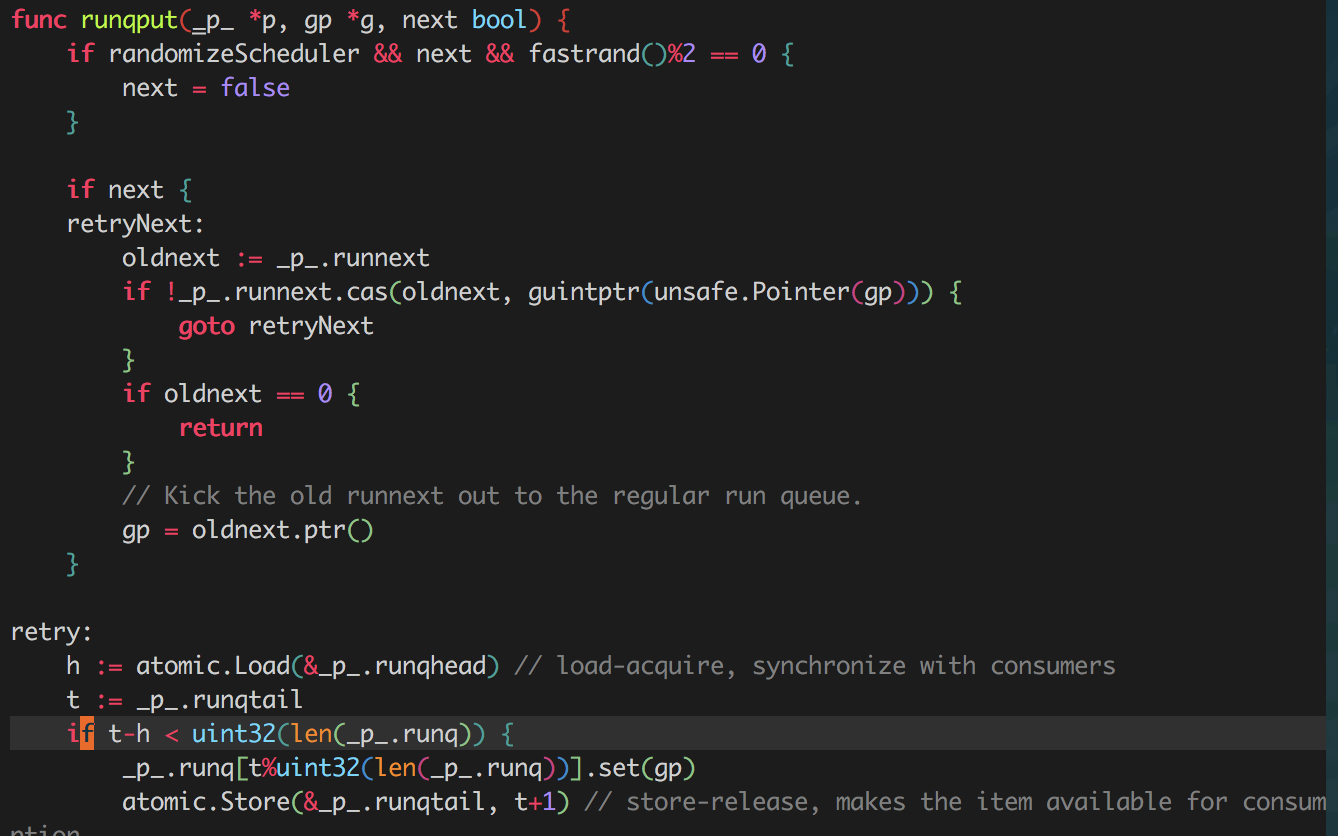 func runqput(_p_ *p, gp *g, next bool) {
    if randomizeScheduler && next && fastrand()%2 == 0 {
        next = false
    }

    if next {
    retryNext:
        oldnext := _p_.runnext
        if !_p_.runnext.cas(oldnext, guintptr(unsafe.Pointer(gp))) {
            goto retryNext
        }
        if oldnext == 0 {
            return
        }
        // Kick the old runnext out to the regular run queue.
        gp = oldnext.ptr()
    }

retry:
    h := atomic.Load(&_p_.runqhead) // load-acquire, synchronize with consumers
    t := _p_.runqtail
    if t-h < uint32(len(_p_.runq)) {
        _p_.runq[t%uint32(len(_p_.runq))].set(gp)
        atomic.Store(&_p_.runqtail, t+1) // store-release, makes the item available for consum
ption